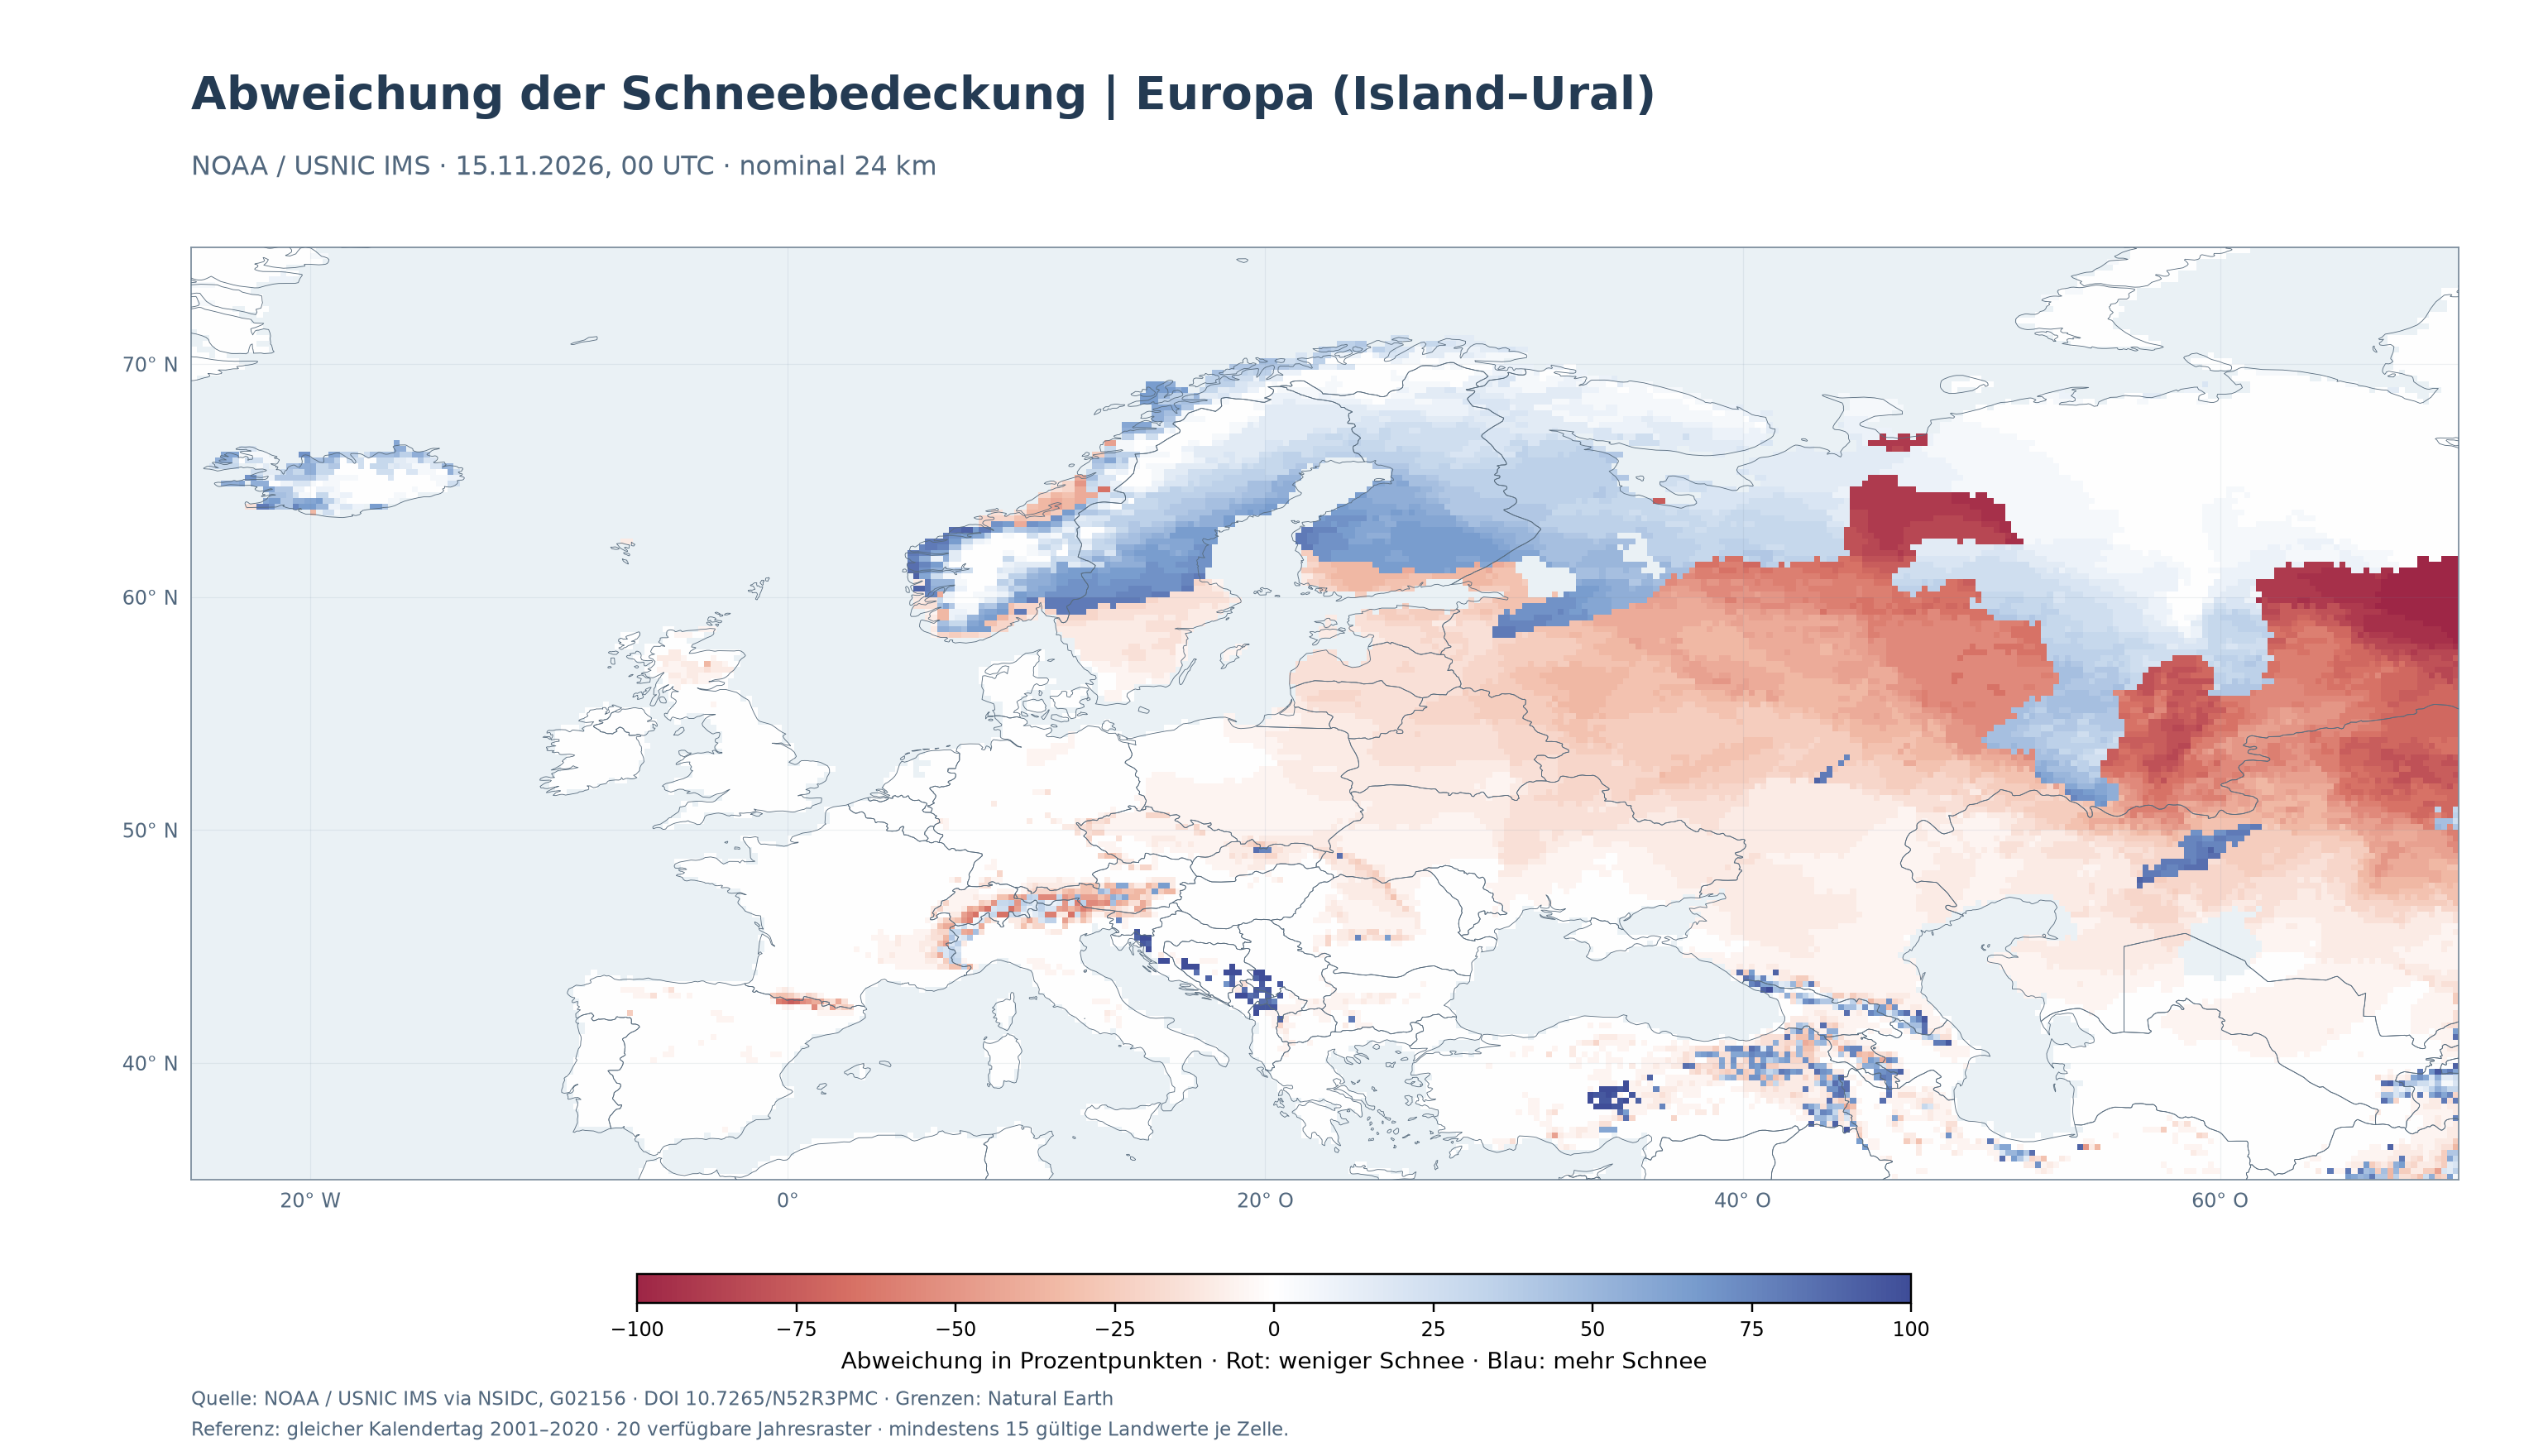 Abweichung der Schneebedeckung | Europa (Island–Ural)
NOAA / USNIC IMS · 15.11.2026, 00 UTC · nominal 24 km
70° N
60° N
50° N
40° N
20° W 0° 20° O 40° O 60° O
−100 −75 −50 −25 0 25 50 75 100
Abweichung in Prozentpunkten · Rot: weniger Schnee · Blau: mehr Schnee
Quelle: NOAA / USNIC IMS via NSIDC, G02156 · DOI 10.7265/N52R3PMC · Grenzen: Natural Earth
Referenz: gleicher Kalendertag 2001–2020 · 20 verfügbare Jahresraster · mindestens 15 gültige Landwerte je Zelle.